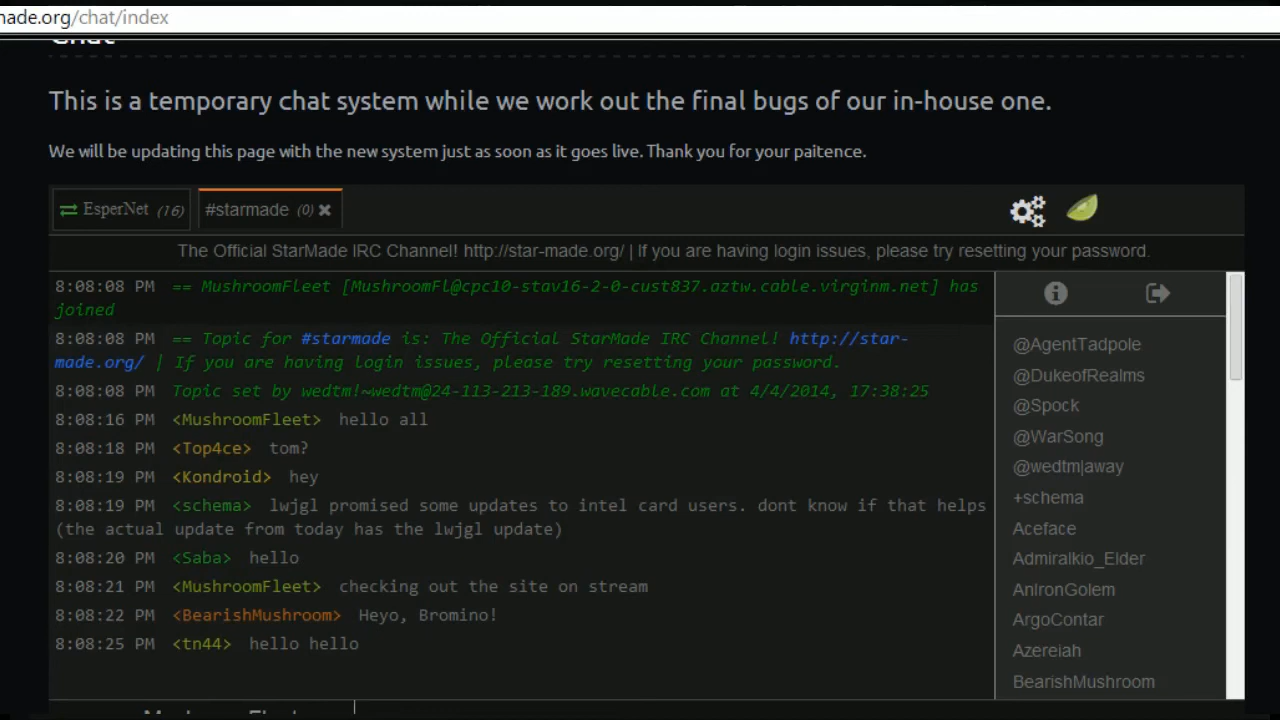 made.org/chat/index
Chat
This is a temporary chat system while we work out the final bugs of our in-house one.
We will be updating this page with the new system just as soon as it goes live. Thank you for your paitence.
EsperNet (16) #starmade (0)
The Official StarMade IRC Channel! http://star-made.org/ | If you are having login issues, please try resetting your password.
8:08:08 PM == MushroomFleet [MushroomFl@cpc10-stav16-2-0-cust837.aztw.cable.virginm.net] has
joined
8:08:08 PM == Topic for #starmade is: The Official StarMade IRC Channel! http://star-
made.org/ | If you are having login issues, please try resetting your password.
8:08:08 PM Topic set by wedtm!~wedtm@24-113-213-189.wavecable.com at 4/4/2014, 17:38:25
8:08:16 PM <MushroomFleet> hello all
8:08:18 PM <Top4ce> tom?
8:08:19 PM <Kondroid> hey
8:08:19 PM <schema> lwjgl promised some updates to intel card users. dont know if that helps
(the actual update from today has the lwjgl update)
8:08:20 PM <Saba> hello
8:08:21 PM <MushroomFleet> checking out the site on stream
8:08:22 PM <BearishMushroom> Heyo, Bromino!
8:08:25 PM <tn44> hello hello
@AgentTadpole
@DukeofRealms
@Spock
@WarSong
@wedtm|away
+schema
Aceface
Admiralkio_Elder
AnIronGolem
ArgoContar
Azereiah
BearishMushroom